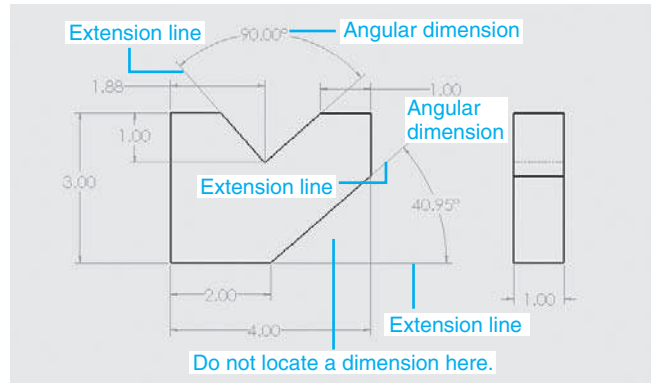 Extension line
90.00°
Angular dimension
1.88
1.00
Angular
dimension
1.00
3.00
Extension line
40.95°
2.00
1.00
Extension line
4.00
Do not locate a dimension here.